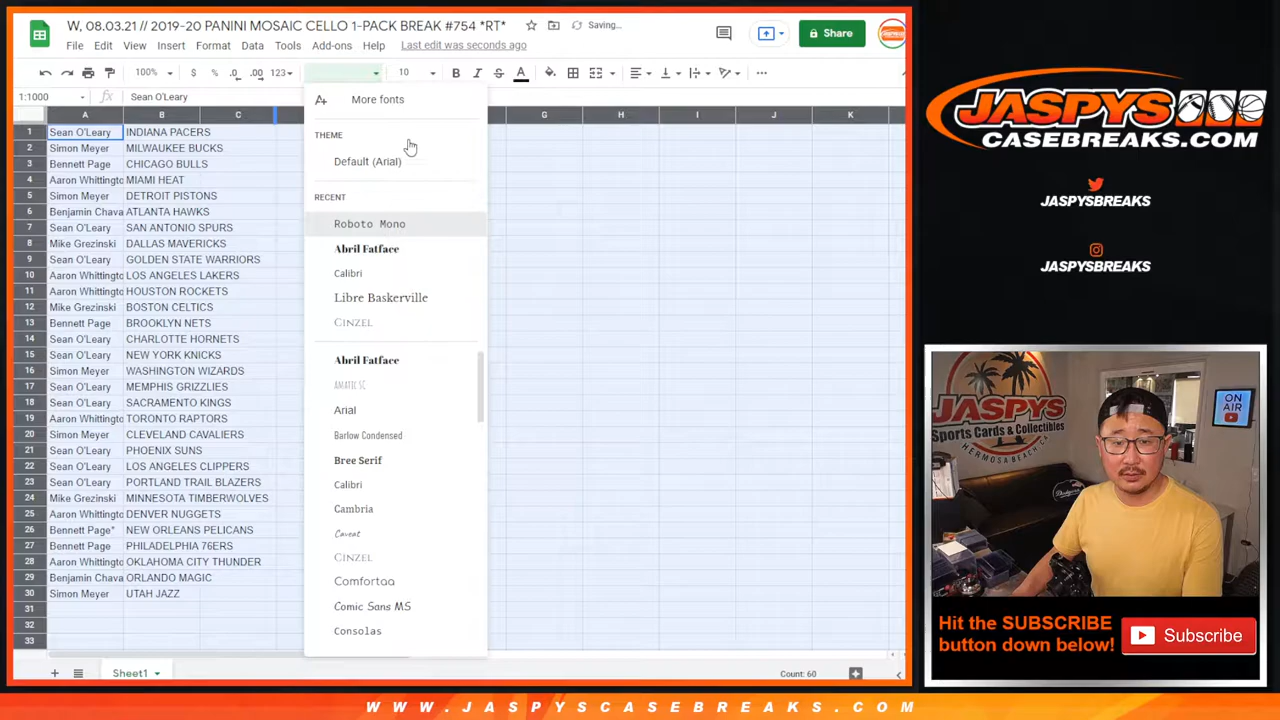 W, 08.03.21 // 2019-20 PANINI MOSAIC CELLO 1-PACK BREAK #754 *RT*
Saving...
File Edit View Insert Format Data Tools Add-ons Help Last edit was seconds ago
Share
100% $ % .0 .00 123 10 B I S A
1:1000 fx Sean O'Leary
A B C G H I J K
1 Sean O'Leary INDIANA PACERS
2 Simon Meyer MILWAUKEE BUCKS
3 Bennett Page CHICAGO BULLS
4 Aaron Whittingto MIAMI HEAT
5 Simon Meyer DETROIT PISTONS
6 Benjamin Chava ATLANTA HAWKS
7 Sean O'Leary SAN ANTONIO SPURS
8 Mike Grezinski DALLAS MAVERICKS
9 Sean O'Leary GOLDEN STATE WARRIORS
10 Aaron Whittingto LOS ANGELES LAKERS
11 Aaron Whittingto HOUSTON ROCKETS
12 Mike Grezinski BOSTON CELTICS
13 Bennett Page BROOKLYN NETS
14 Sean O'Leary CHARLOTTE HORNETS
15 Sean O'Leary NEW YORK KNICKS
16 Simon Meyer WASHINGTON WIZARDS
17 Sean O'Leary MEMPHIS GRIZZLIES
18 Sean O'Leary SACRAMENTO KINGS
19 Aaron Whittingto TORONTO RAPTORS
20 Simon Meyer CLEVELAND CAVALIERS
21 Sean O'Leary PHOENIX SUNS
22 Sean O'Leary LOS ANGELES CLIPPERS
23 Sean O'Leary PORTLAND TRAIL BLAZERS
24 Mike Grezinski MINNESOTA TIMBERWOLVES
25 Aaron Whittingto DENVER NUGGETS
26 Bennett Page* NEW ORLEANS PELICANS
27 Bennett Page PHILADELPHIA 76ERS
28 Aaron Whittingto OKLAHOMA CITY THUNDER
29 Benjamin Chava ORLANDO MAGIC
30 Simon Meyer UTAH JAZZ
31
32
33
More fonts
THEME
Default (Arial)
RECENT
Roboto Mono
Abril Fatface
Calibri
Libre Baskerville
CINZEL
Abril Fatface
AMATIC SC
Arial
Barlow Condensed
Bree Serif
Calibri
Cambria
Caveat
CINZEL
Comfortaa
Comic Sans MS
Consolas
Sheet1
Count: 60
JASPYS
CASEBREAKS.COM
JASPYSBREAKS
JASPYSBREAKS
JASPYS
Sports Cards & Collectibles
HERMOSA BEACH CA.
ON AIR
Dodgers
Hit the SUBSCRIBE
button down below!
Subscribe
WWW.JASPYSCASEBREAKS.COM